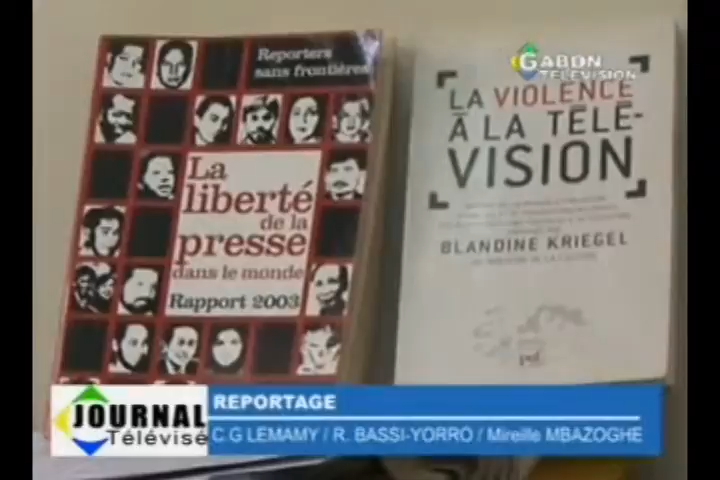 Reporters
sans frontières
La
liberté
de la
presse
dans le monde
Rapport 2003
GABON
TÉLÉVISION
LA VIOLENCE
À LA TÉLÉ-
VISION
BLANDINE KRIEGEL
puf
JOURNAL
Télévisé
REPORTAGE
C.G LEMAMY / R. BASSI-YORRO / Mireille MBAZOGHE